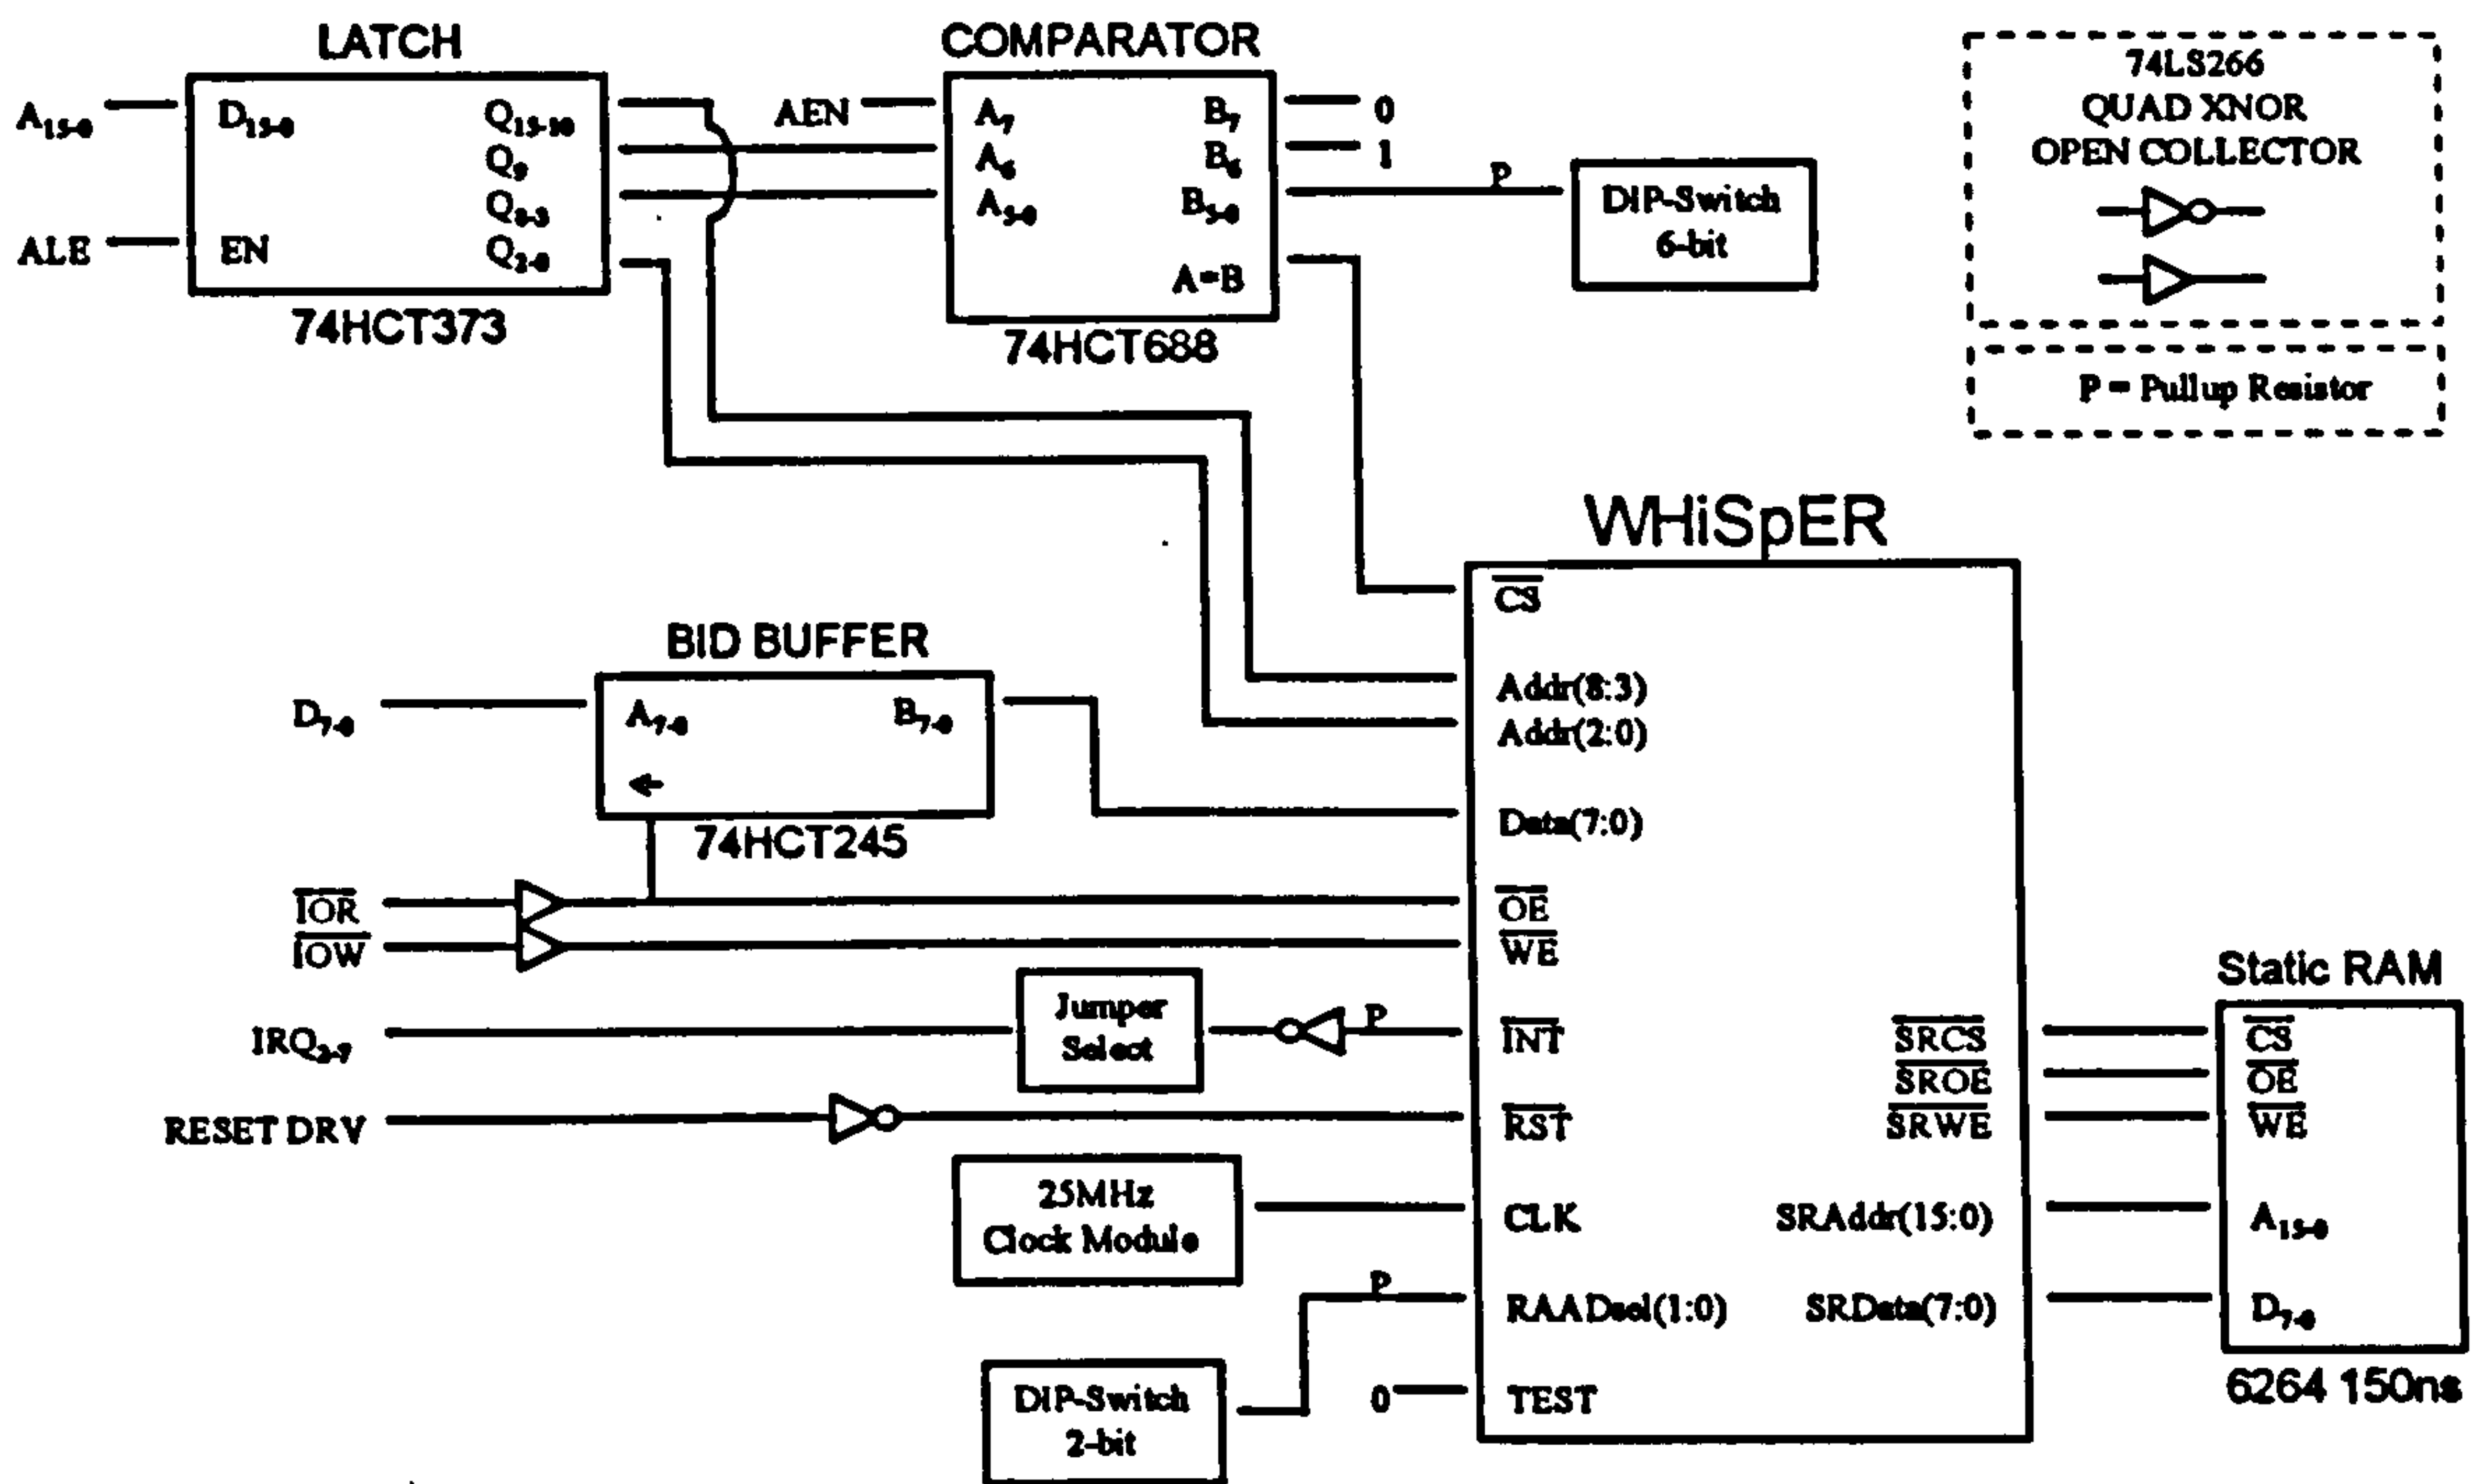 LATCH
A15-0
D15-0
Q15-10
Q9
Q8-3
Q2-0
ALE
EN
74HCT373
COMPARATOR
AEN
A7
B7
0
A6
B6
1
A5-0
B5-0
P
A=B
74HCT688
DIP-Switch
6-bit
74LS266
QUAD XNOR
OPEN COLLECTOR
P = Pullup Resistor
WHiSpER
CS
Addr(8:3)
Addr(2:0)
Data(7:0)
OE
WE
INT
RST
CLK
RAADsel(1:0)
TEST
SRCS
SROE
SRWE
SRAddr(15:0)
SRData(7:0)
BID BUFFER
D7-0
A7-0
B7-0
←
74HCT245
IOR
IOW
IRQ2-7
Jumper
Select
P
RESET DRV
25MHz
Clock Module
P
DIP-Switch
2-bit
0
Static RAM
CS
OE
WE
A15-0
D7-0
6264 150ns